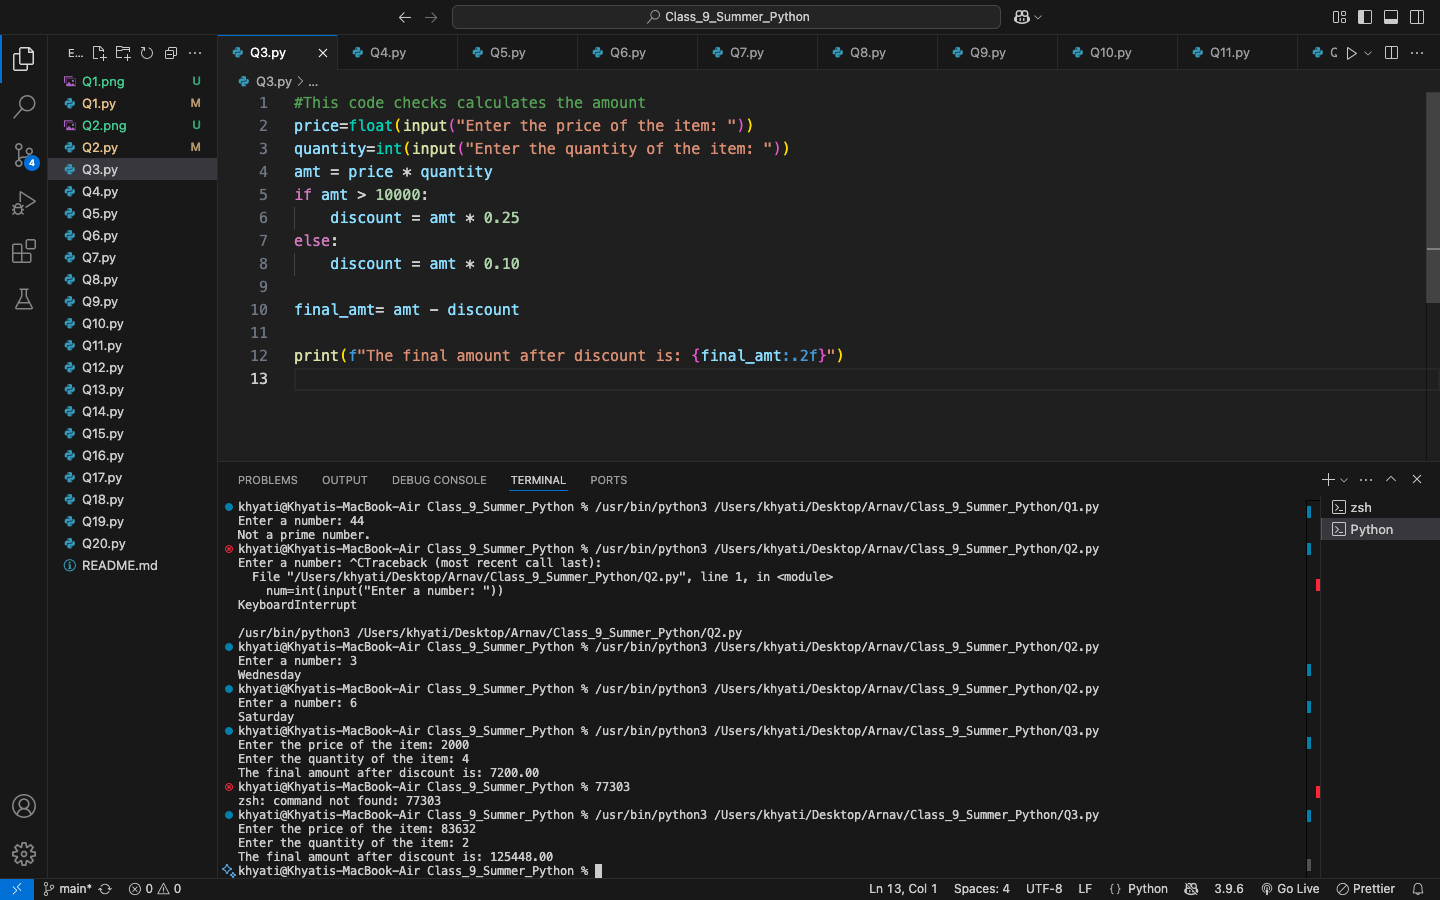 Class_9_Summer_Python
E...
Q3.py
Q4.py
Q5.py
Q6.py
Q7.py
Q8.py
Q9.py
Q10.py
Q11.py
Q1.png U
Q1.py M
Q2.png U
Q2.py M
Q3.py
Q4.py
Q5.py
Q6.py
Q7.py
Q8.py
Q9.py
Q10.py
Q11.py
Q12.py
Q13.py
Q14.py
Q15.py
Q16.py
Q17.py
Q18.py
Q19.py
Q20.py
README.md
4
Q3.py > ...
1 #This code checks calculates the amount
2 price=float(input("Enter the price of the item: "))
3 quantity=int(input("Enter the quantity of the item: "))
4 amt = price * quantity
5 if amt > 10000:
6     discount = amt * 0.25
7 else:
8     discount = amt * 0.10
9
10 final_amt= amt - discount
11
12 print(f"The final amount after discount is: {final_amt:.2f}")
13
PROBLEMS OUTPUT DEBUG CONSOLE TERMINAL PORTS
khyati@Khyatis-MacBook-Air Class_9_Summer_Python % /usr/bin/python3 /Users/khyati/Desktop/Arnav/Class_9_Summer_Python/Q1.py
Enter a number: 44
Not a prime number.
khyati@Khyatis-MacBook-Air Class_9_Summer_Python % /usr/bin/python3 /Users/khyati/Desktop/Arnav/Class_9_Summer_Python/Q2.py
Enter a number: ^CTraceback (most recent call last):
  File "/Users/khyati/Desktop/Arnav/Class_9_Summer_Python/Q2.py", line 1, in <module>
    num=int(input("Enter a number: "))
KeyboardInterrupt
/usr/bin/python3 /Users/khyati/Desktop/Arnav/Class_9_Summer_Python/Q2.py
khyati@Khyatis-MacBook-Air Class_9_Summer_Python % /usr/bin/python3 /Users/khyati/Desktop/Arnav/Class_9_Summer_Python/Q2.py
Enter a number: 3
Wednesday
khyati@Khyatis-MacBook-Air Class_9_Summer_Python % /usr/bin/python3 /Users/khyati/Desktop/Arnav/Class_9_Summer_Python/Q2.py
Enter a number: 6
Saturday
khyati@Khyatis-MacBook-Air Class_9_Summer_Python % /usr/bin/python3 /Users/khyati/Desktop/Arnav/Class_9_Summer_Python/Q3.py
Enter the price of the item: 2000
Enter the quantity of the item: 4
The final amount after discount is: 7200.00
khyati@Khyatis-MacBook-Air Class_9_Summer_Python % 77303
zsh: command not found: 77303
khyati@Khyatis-MacBook-Air Class_9_Summer_Python % /usr/bin/python3 /Users/khyati/Desktop/Arnav/Class_9_Summer_Python/Q3.py
Enter the price of the item: 83632
Enter the quantity of the item: 2
The final amount after discount is: 125448.00
khyati@Khyatis-MacBook-Air Class_9_Summer_Python %
zsh
Python
main* 0 0 Ln 13, Col 1 Spaces: 4 UTF-8 LF {} Python 3.9.6 Go Live Prettier